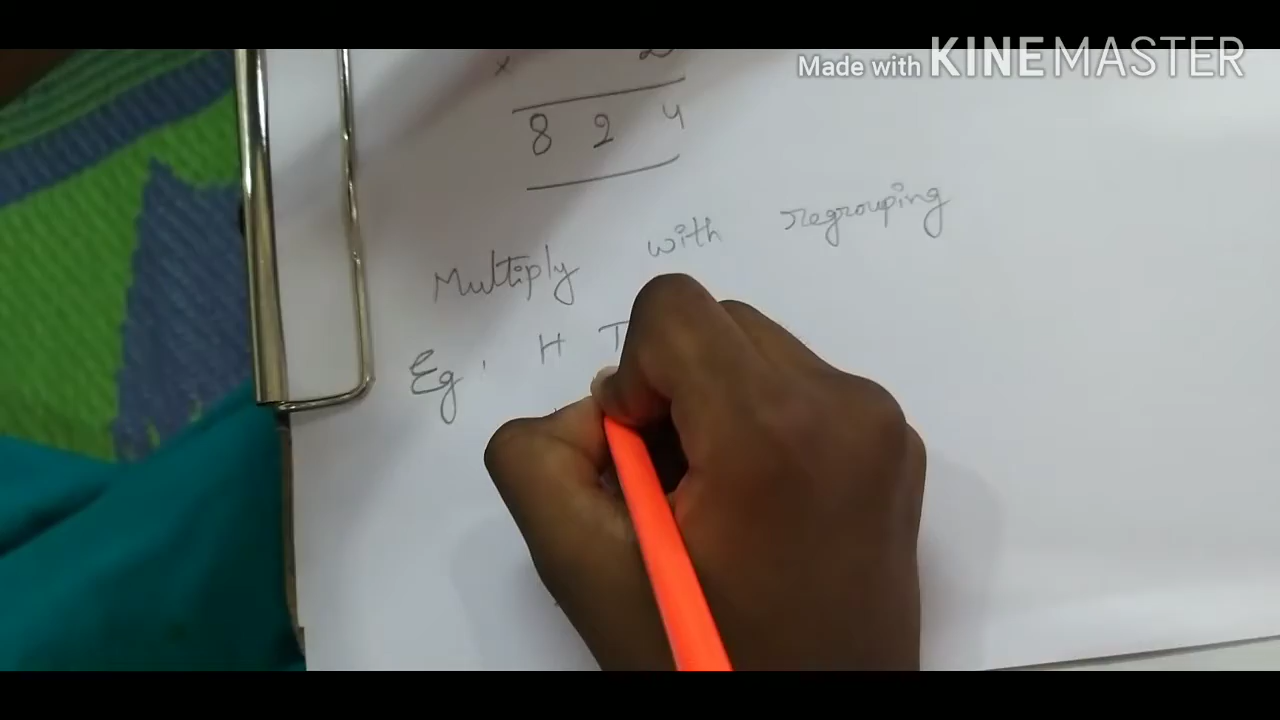 Made with KINEMASTER
×
8 2 4
Multiply with regrouping
Eg. H T